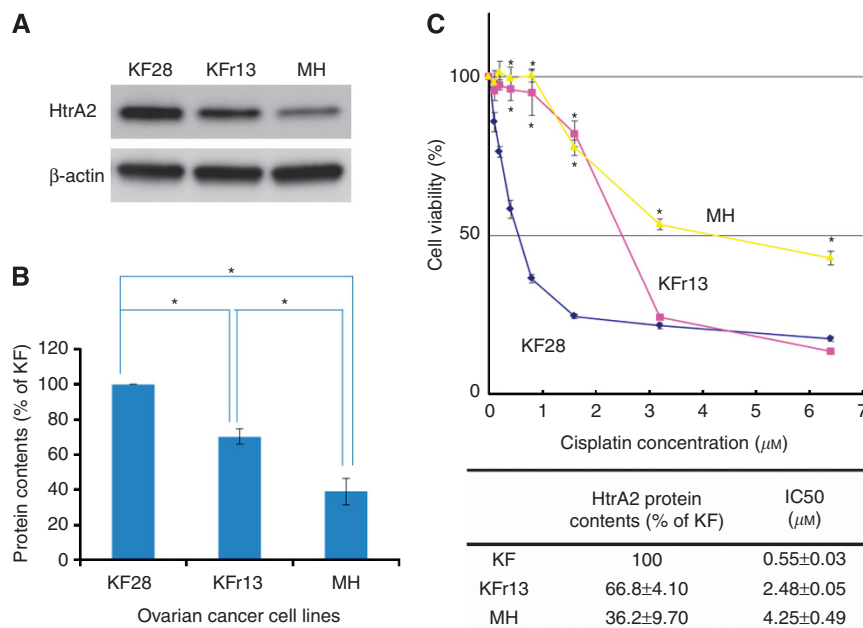 A
KF28 KFr13 MH
HtrA2
β-actin
B
* 
* *
Protein contents (% of KF)
120
100
80
60
40
20
0
KF28 KFr13 MH
Ovarian cancer cell lines
C
Cell viability (%)
100
50
0
* * *
* *
*
*
* *
MH
KFr13
KF28
0 1 2 3 4 5 6 7
Cisplatin concentration (μM)
HtrA2 protein contents (% of KF) IC50 (μM)
KF 100 0.55±0.03
KFr13 66.8±4.10 2.48±0.05
MH 36.2±9.70 4.25±0.49